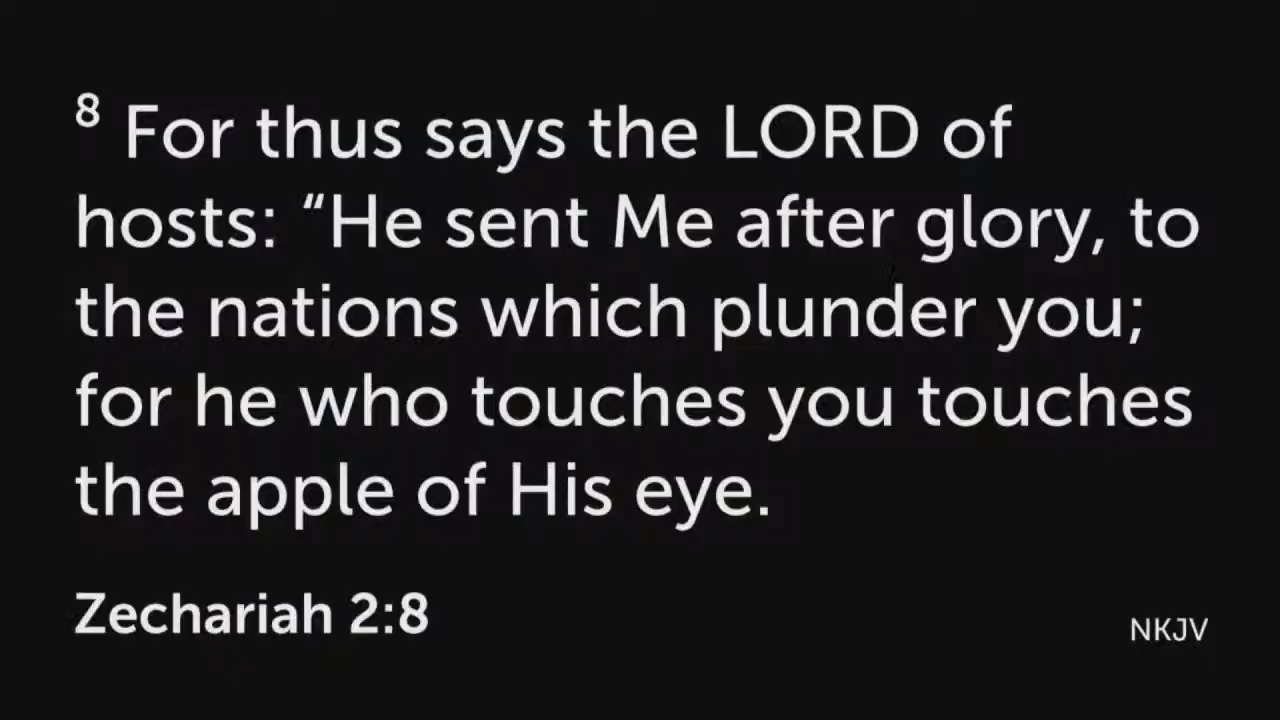 8 For thus says the LORD of
hosts: “He sent Me after glory, to
the nations which plunder you;
for he who touches you touches
the apple of His eye.
Zechariah 2:8
NKJV